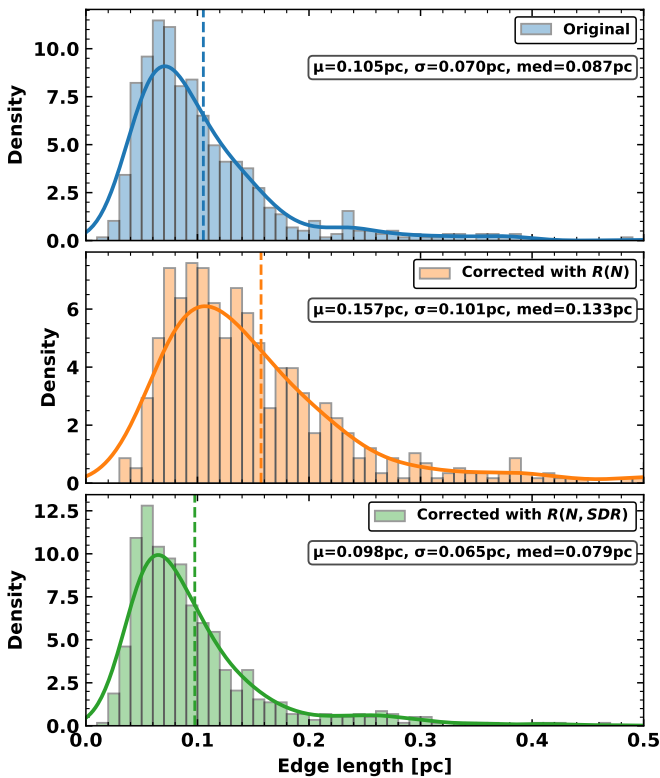 Original
μ=0.105pc, σ=0.070pc, med=0.087pc
10.0
7.5
5.0
2.5
0.0
Density
Corrected with R(N)
μ=0.157pc, σ=0.101pc, med=0.133pc
6
4
2
0
Density
Corrected with R(N, SDR)
μ=0.098pc, σ=0.065pc, med=0.079pc
12.5
10.0
7.5
5.0
2.5
0.0
Density
0.0 0.1 0.2 0.3 0.4 0.5
Edge length [pc]